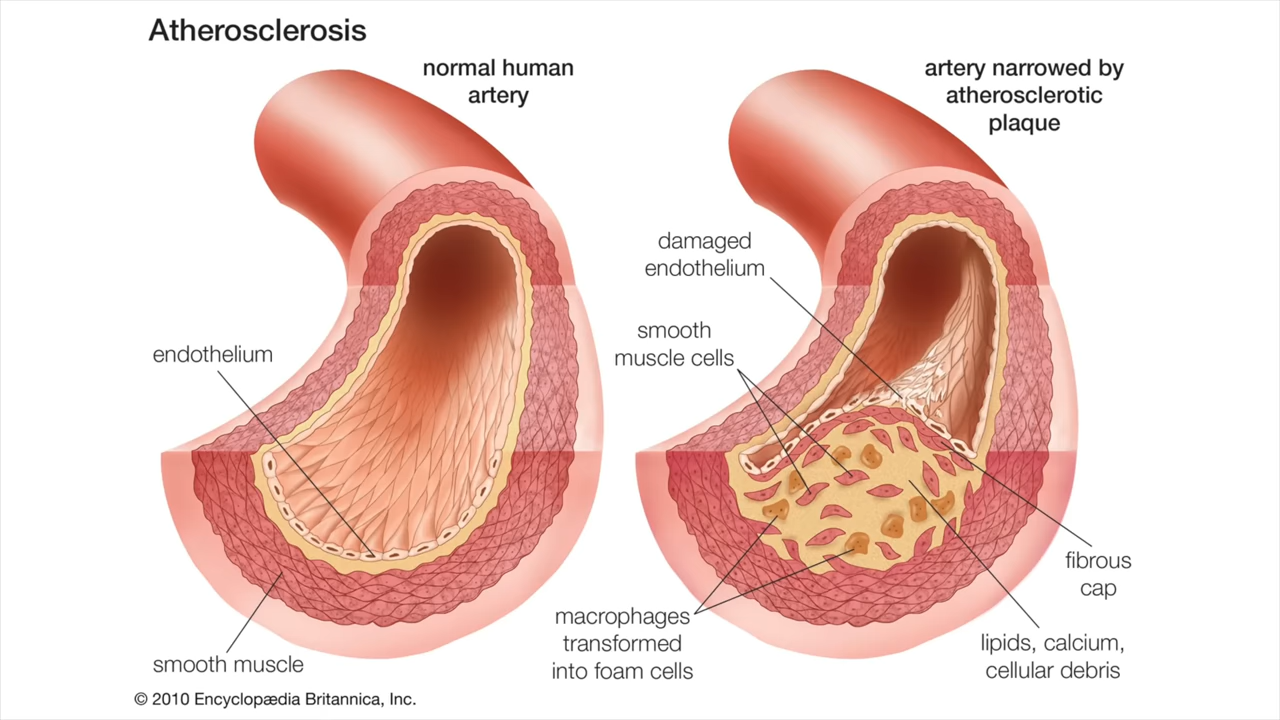 Atherosclerosis
normal human
artery
artery narrowed by
atherosclerotic
plaque
damaged
endothelium
smooth
muscle cells
endothelium
fibrous
cap
macrophages
transformed
into foam cells
lipids, calcium,
cellular debris
smooth muscle
© 2010 Encyclopædia Britannica, Inc.